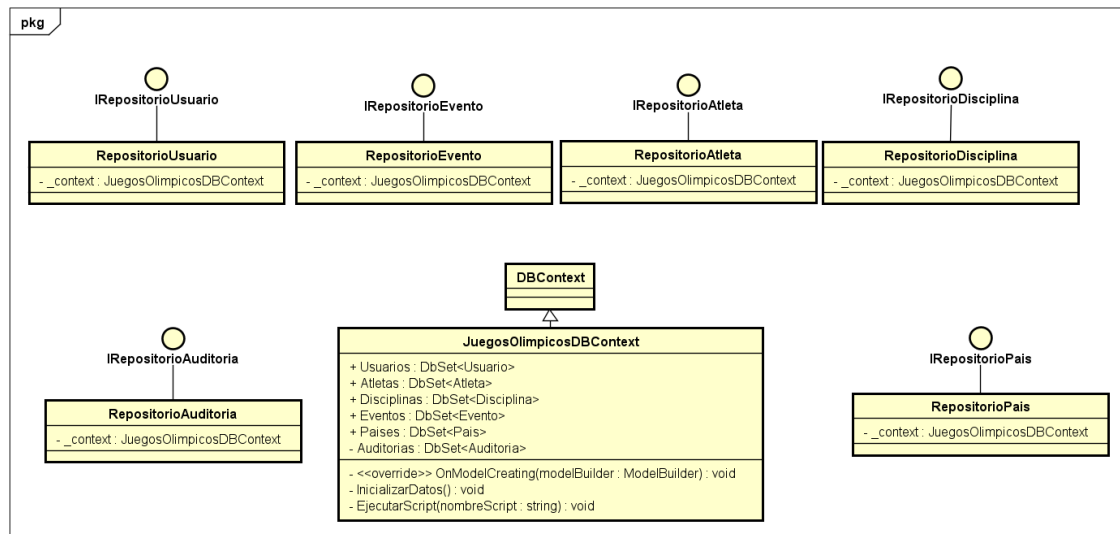 pkg
IRepositorioUsuario
RepositorioUsuario
- _context : JuegosOlimpicosDBContext
IRepositorioEvento
RepositorioEvento
- _context : JuegosOlimpicosDBContext
IRepositorioAtleta
RepositorioAtleta
- _context : JuegosOlimpicosDBContext
IRepositorioDisciplina
RepositorioDisciplina
- _context : JuegosOlimpicosDBContext
IRepositorioAuditoria
RepositorioAuditoria
- _context : JuegosOlimpicosDBContext
DBContext
JuegosOlimpicosDBContext
+ Usuarios : DbSet<Usuario>
+ Atletas : DbSet<Atleta>
+ Disciplinas : DbSet<Disciplina>
+ Eventos : DbSet<Evento>
+ Paises : DbSet<Pais>
- Auditorias : DbSet<Auditoria>
- <<override>> OnModelCreating(modelBuilder : ModelBuilder) : void
- InicializarDatos() : void
- EjecutarScript(nombreScript : string) : void
IRepositorioPais
RepositorioPais
- _context : JuegosOlimpicosDBContext